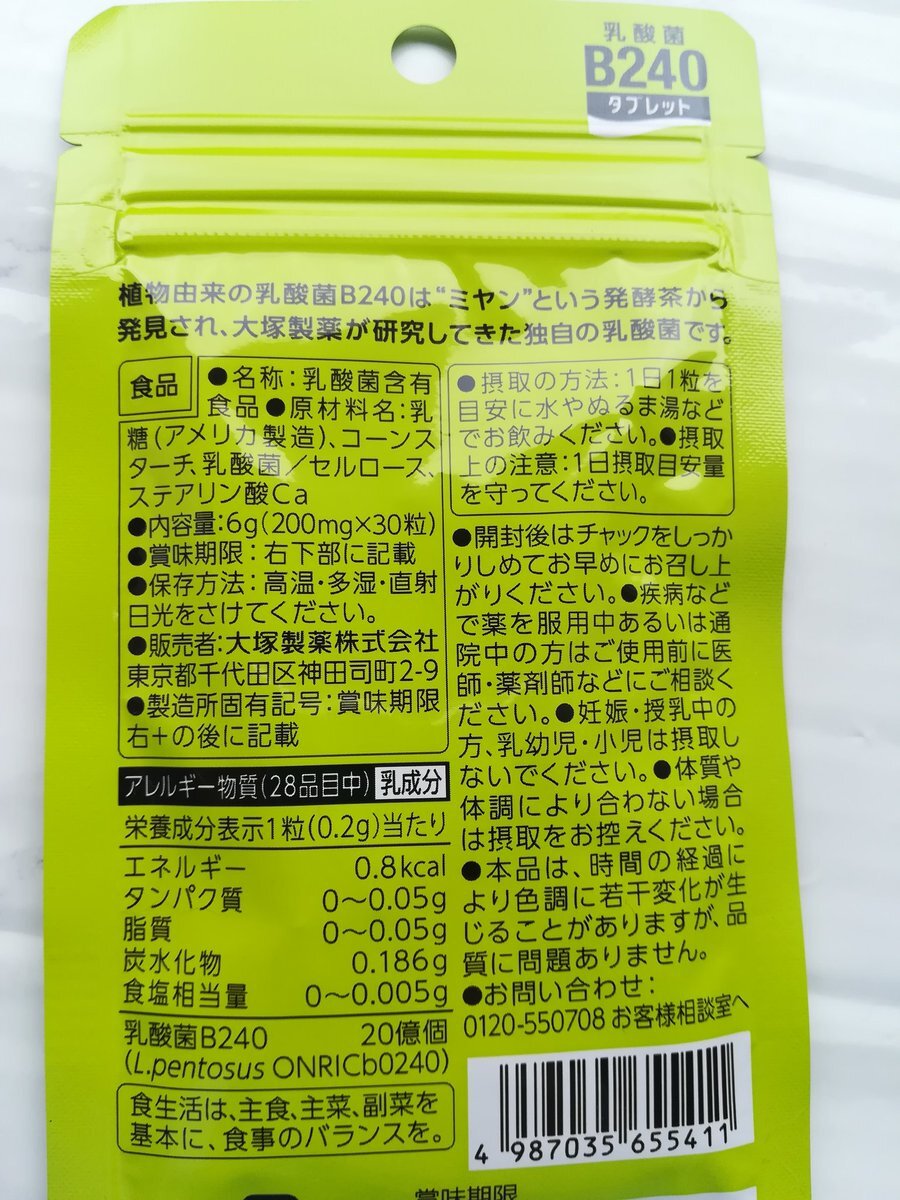 乳酸菌
B240
タブレット
植物由来の乳酸菌B240は“ミヤン”という発酵茶から
発見され、大塚製薬が研究してきた独自の乳酸菌です。
食品
●名称：乳酸菌含有
食品●原材料名：乳
糖(アメリカ製造)、コーンス
ターチ、乳酸菌／セルロース、
ステアリン酸Ca
●内容量：6g(200mg×30粒)
●賞味期限：右下部に記載
●保存方法：高温・多湿・直射
日光をさけてください。
●販売者：大塚製薬株式会社
東京都千代田区神田司町2-9
●製造所固有記号：賞味期限
右+の後に記載
アレルギー物質(28品目中) 乳成分
栄養成分表示1粒(0.2g)当たり
エネルギー 0.8kcal
タンパク質 0～0.05g
脂質 0～0.05g
炭水化物 0.186g
食塩相当量 0～0.005g
乳酸菌B240 20億個
(L.pentosus ONRICb0240)
食生活は、主食、主菜、副菜を
基本に、食事のバランスを。
●摂取の方法：1日1粒を
目安に水やぬるま湯など
でお飲みください。●摂取
上の注意：1日摂取目安量
を守ってください。
●開封後はチャックをしっか
りしめてお早めにお召し上
がりください。●疾病など
で薬を服用中あるいは通
院中の方はご使用前に医
師・薬剤師などにご相談く
ださい。●妊娠・授乳中の
方、乳幼児・小児は摂取し
ないでください。●体質や
体調により合わない場合
は摂取をお控えください。
●本品は、時間の経過に
より色調に若干変化が生
じることがありますが、品
質に問題ありません。
●お問い合わせ：
0120-550708 お客様相談室へ
4 987035 655411
賞味期限